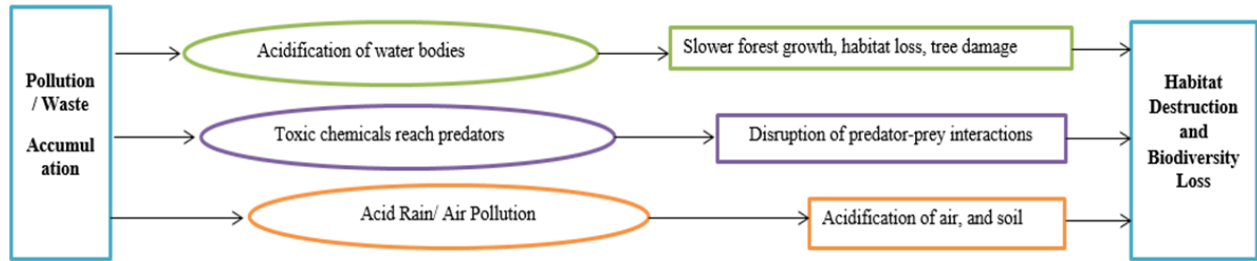 Pollution
/ Waste
Accumul
ation
Acidification of water bodies
Slower forest growth, habitat loss, tree damage
Toxic chemicals reach predators
Disruption of predator-prey interactions
Acid Rain/ Air Pollution
Acidification of air, and soil
Habitat
Destruction
and
Biodiversity
Loss